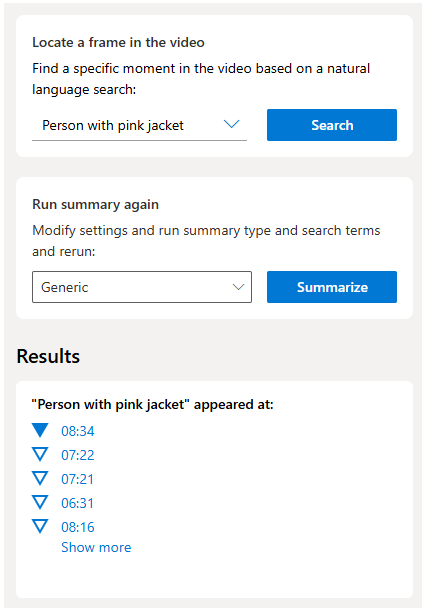 Locate a frame in the video
Find a specific moment in the video based on a natural
language search:
Person with pink jacket
Search
Run summary again
Modify settings and run summary type and search terms
and rerun:
Generic
Summarize
Results
"Person with pink jacket" appeared at:
08:34
07:22
07:21
06:31
08:16
Show more